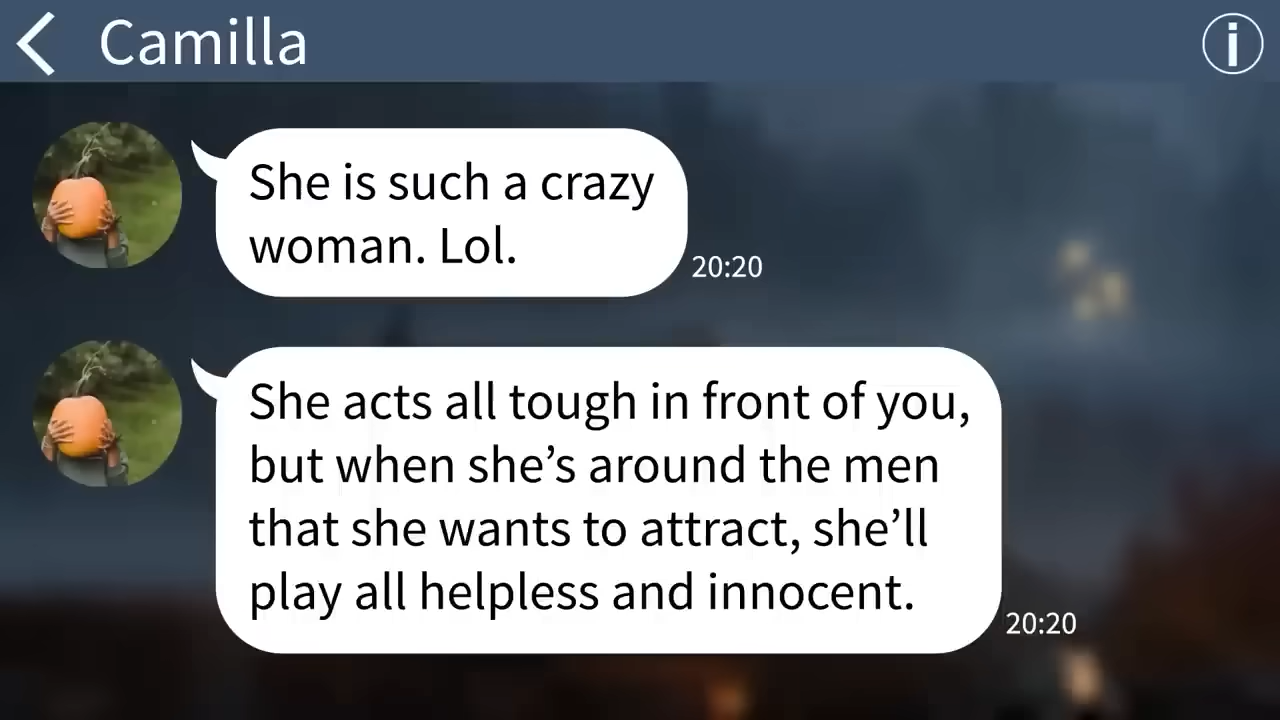 Camilla
i
She is such a crazy
woman. Lol.
20:20
She acts all tough in front of you,
but when she’s around the men
that she wants to attract, she’ll
play all helpless and innocent.
20:20